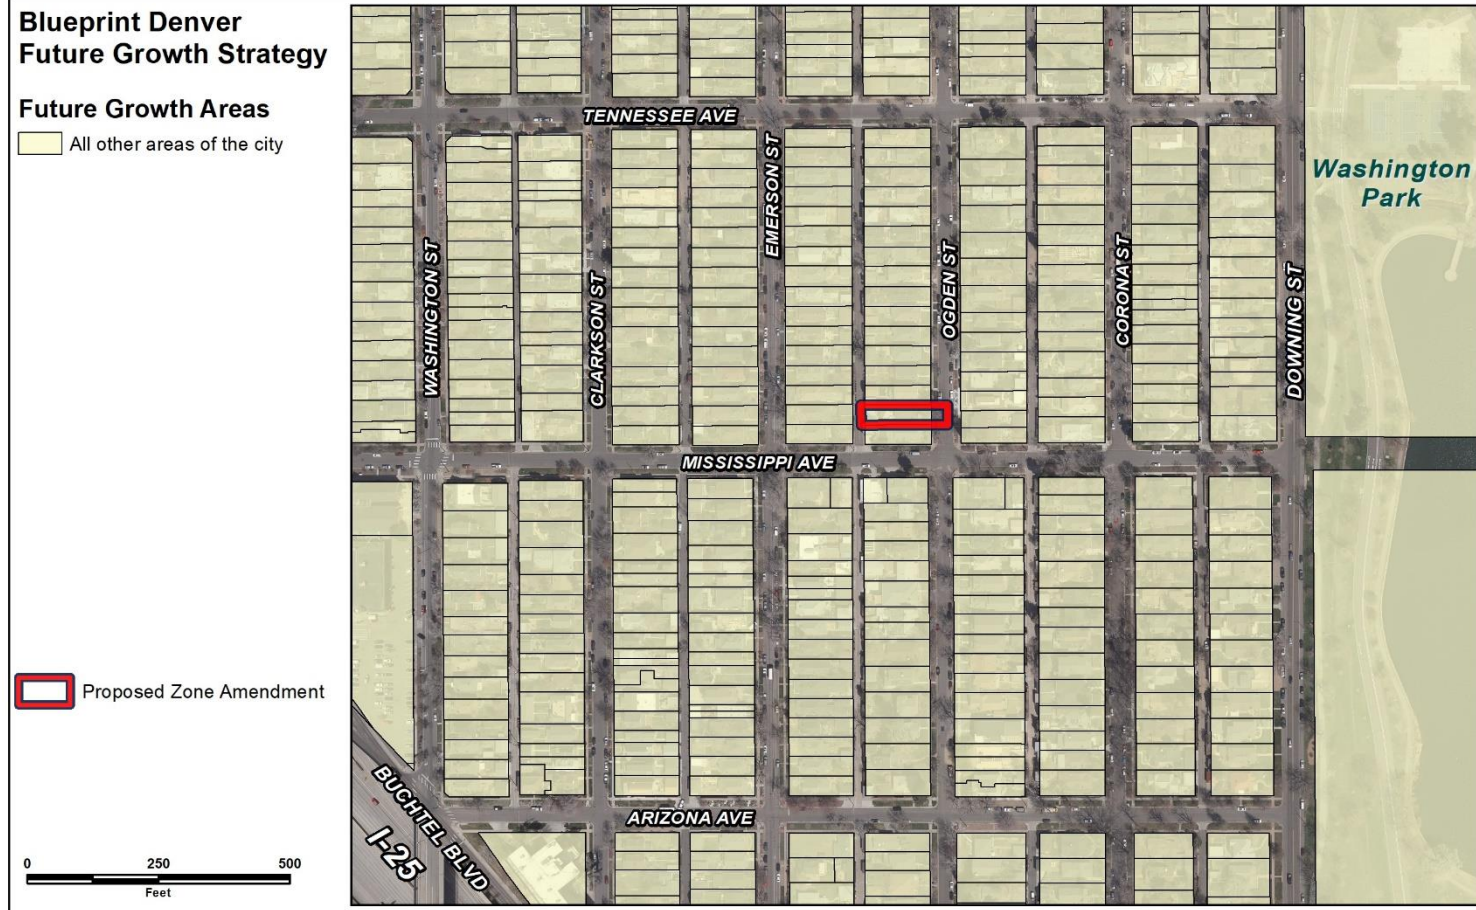 Blueprint Denver
Future Growth Strategy
Future Growth Areas
All other areas of the city
Proposed Zone Amendment
0 250 500
Feet
TENNESSEE AVE
EMERSON ST
Washington
Park
WASHINGTON ST
CLARKSON ST
OGDEN ST
CORONA ST
DOWNING ST
MISSISSIPPI AVE
ARIZONA AVE
BUCHTEL BLVD
I-25